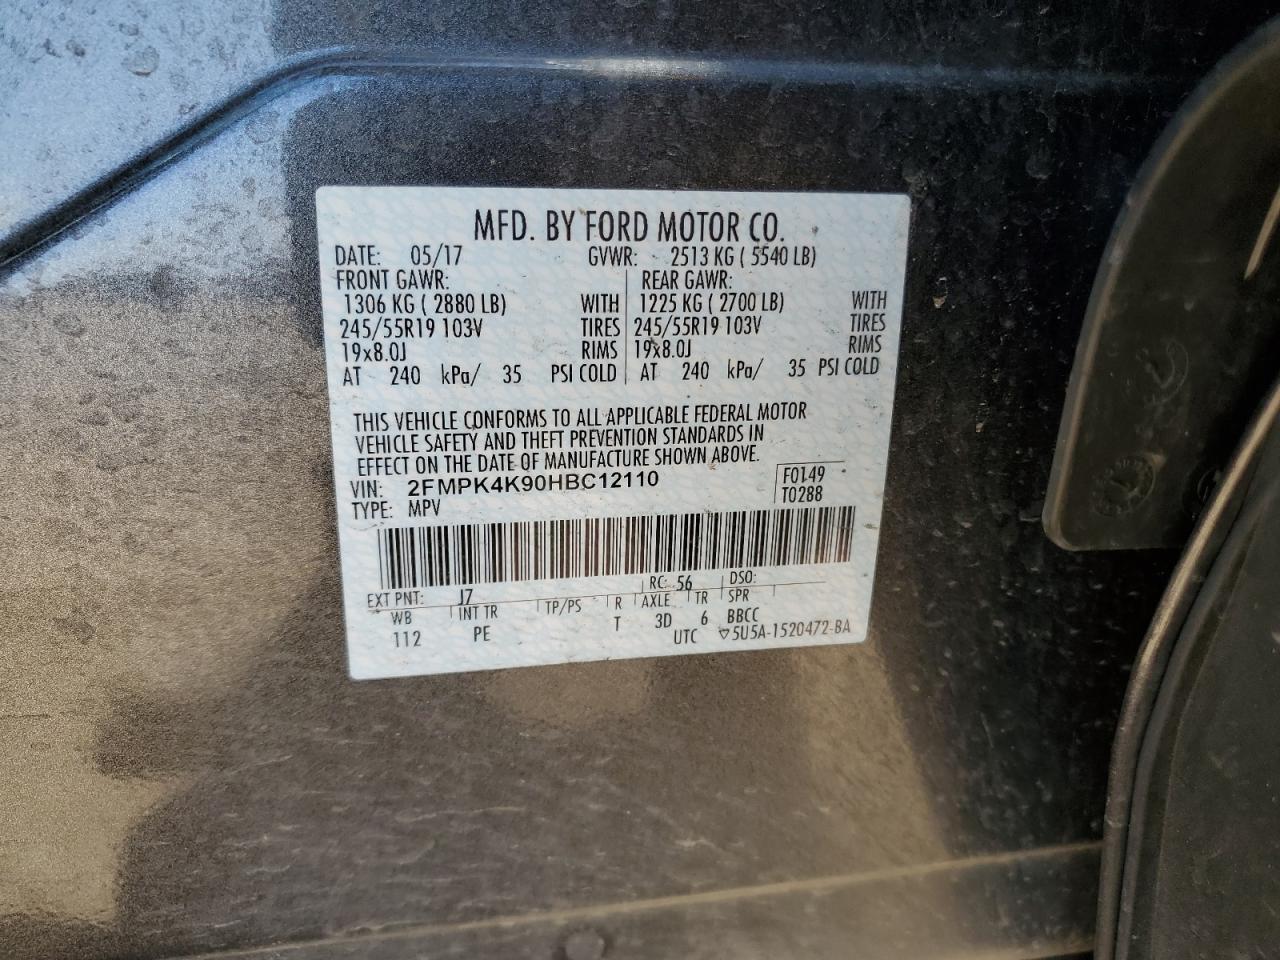 MFD. BY FORD MOTOR CO.
DATE: 05/17 GVWR: 2513 KG ( 5540 LB)
FRONT GAWR: REAR GAWR:
1306 KG ( 2880 LB) WITH 1225 KG ( 2700 LB) WITH
245/55R19 103V TIRES 245/55R19 103V TIRES
19x8.0J RIMS 19x8.0J RIMS
AT 240 kPa/ 35 PSI COLD AT 240 kPa/ 35 PSI COLD
THIS VEHICLE CONFORMS TO ALL APPLICABLE FEDERAL MOTOR
VEHICLE SAFETY AND THEFT PREVENTION STANDARDS IN
EFFECT ON THE DATE OF MANUFACTURE SHOWN ABOVE.
VIN: 2FMPK4K90HBC12110 F0149
TYPE: MPV T0288
EXT PNT: J7 RC: 56 DSO:
WB INT TR TP/PS R AXLE TR SPR
112 PE T 3D 6 BBCC
UTC ▽5U5A-1520472-BA